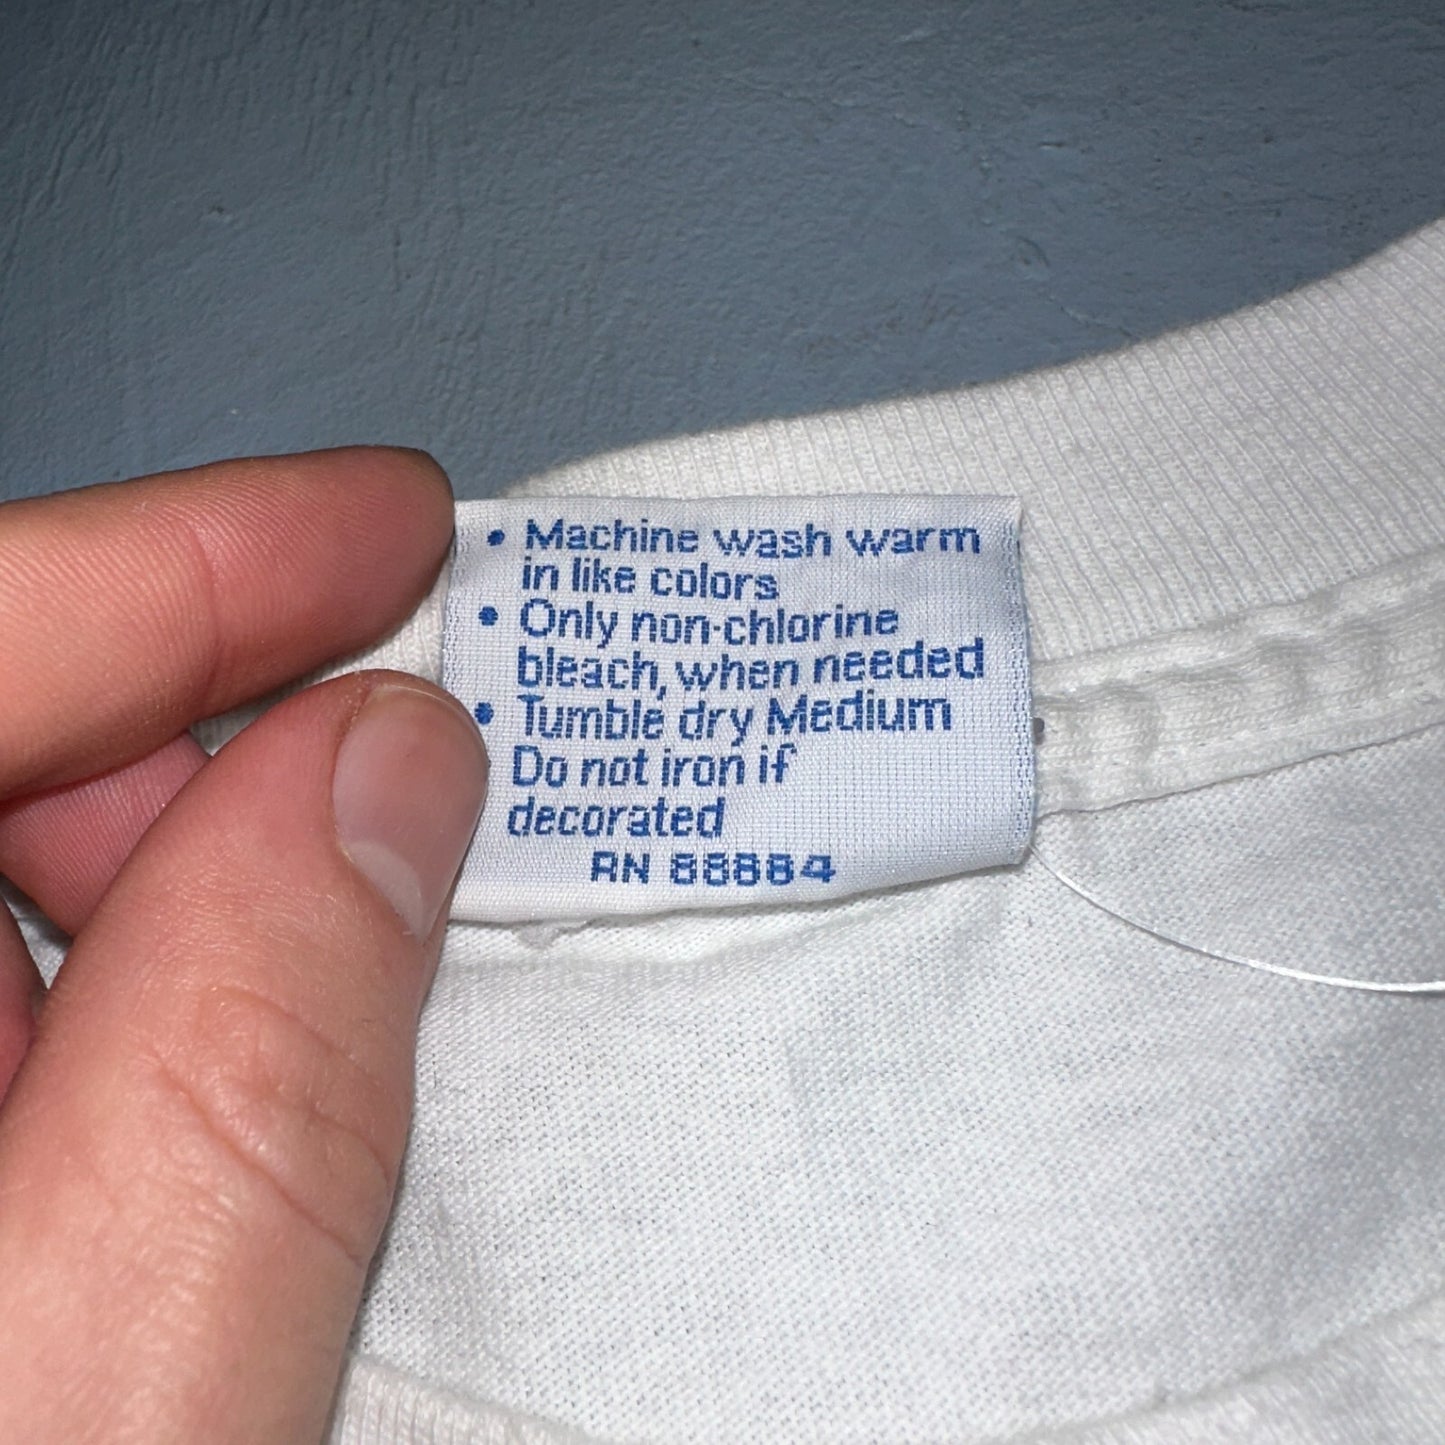 • Machine wash warm
in like colors
• Only non-chlorine
bleach, when needed
• Tumble dry Medium
Do not iron if
decorated
RN 88884